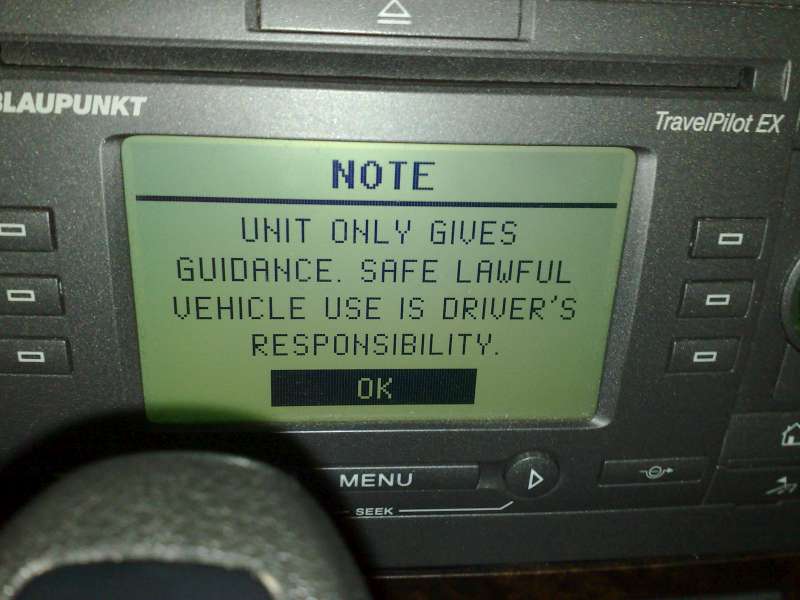 BLAUPUNKT
TravelPilot EX
NOTE
UNIT ONLY GIVES
GUIDANCE. SAFE LAWFUL
VEHICLE USE IS DRIVER'S
RESPONSIBILITY.
OK
MENU
SEEK